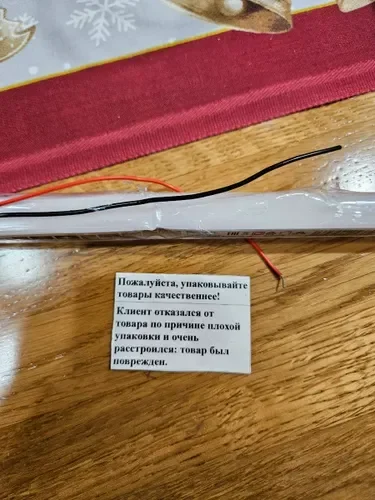 Пожалуйста, упаковывайте
товары качественнее!
Клиент отказался от
товара по причине плохой
упаковки и очень
расстроился: товар был
поврежден.